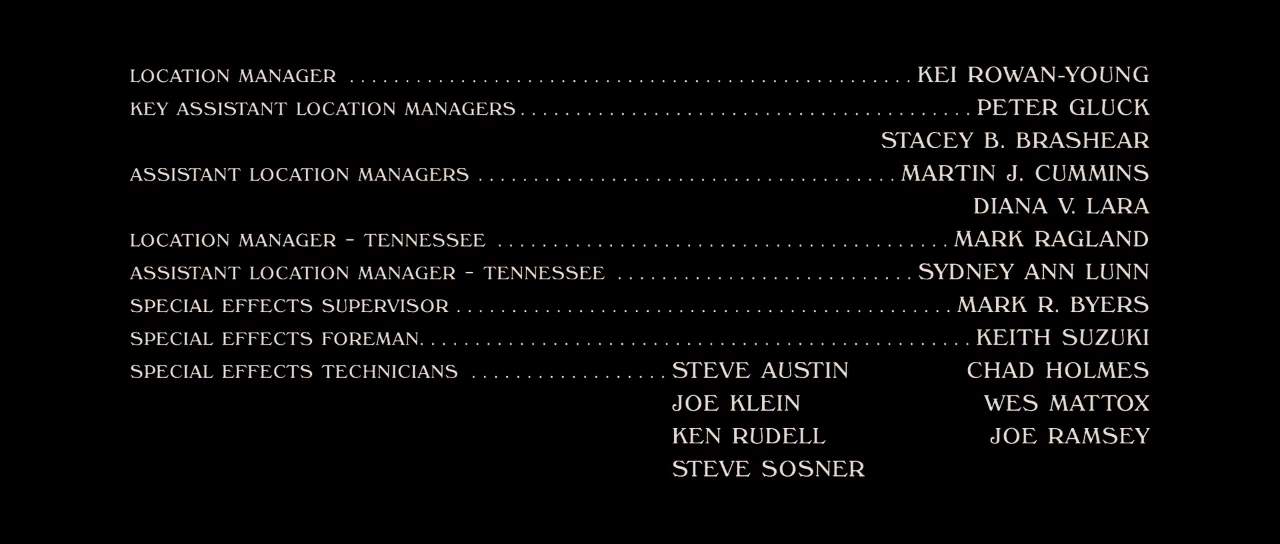 LOCATION MANAGER ................................................ KEI ROWAN-YOUNG
KEY ASSISTANT LOCATION MANAGERS ...................................... PETER GLUCK
STACEY B. BRASHEAR
ASSISTANT LOCATION MANAGERS ................................... MARTIN J. CUMMINS
DIANA V. LARA
LOCATION MANAGER - TENNESSEE ...................................... MARK RAGLAND
ASSISTANT LOCATION MANAGER - TENNESSEE ......................... SYDNEY ANN LUNN
SPECIAL EFFECTS SUPERVISOR .......................................... MARK R. BYERS
SPECIAL EFFECTS FOREMAN .............................................. KEITH SUZUKI
SPECIAL EFFECTS TECHNICIANS ................. STEVE AUSTIN CHAD HOLMES
JOE KLEIN WES MATTOX
KEN RUDELL JOE RAMSEY
STEVE SOSNER